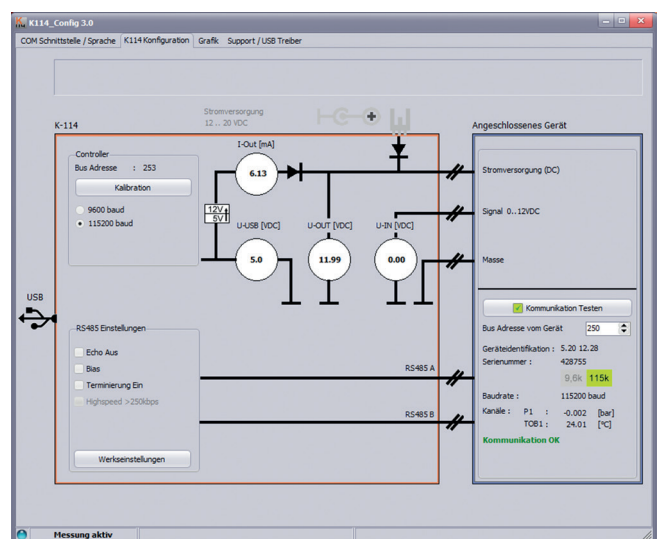 K114_Config 3.0
COM Schnittstelle / Sprache K114 Konfiguration Grafik Support / USB Treiber
K-114
Stromversorgung
12 .. 20 VDC
Angeschlossenes Gerät
Controller
Bus Adresse : 253
Kalibration
9600 baud
115200 baud
I-Out [mA]
6.13
12V
5V
U-USB [VDC] U-OUT [VDC] U-IN [VDC]
5.0 11.99 0.00
Stromversorgung (DC)
Signal 0..12VDC
Masse
USB
RS485 Einstellungen
Echo Aus
Bias
Terminierung Ein
Highspeed >250kbps
Werkseinstellungen
RS485 A
RS485 B
Kommunikation Testen
Bus Adresse vom Gerät 250
Geräteidentifikation : 5.20 12.28
Serienummer : 428755
9,6k 115k
Baudrate : 115200 baud
Kanäle : P1 : -0.002 [bar]
TOB1 : 24.01 [°C]
Kommunikation OK
Messung aktiv